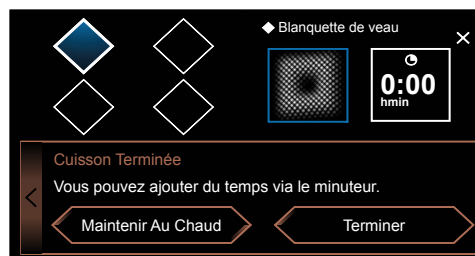 Blanquette de veau
0:00
hmin
Cuisson Terminée
Vous pouvez ajouter du temps via le minuteur.
Maintenir Au Chaud
Terminer